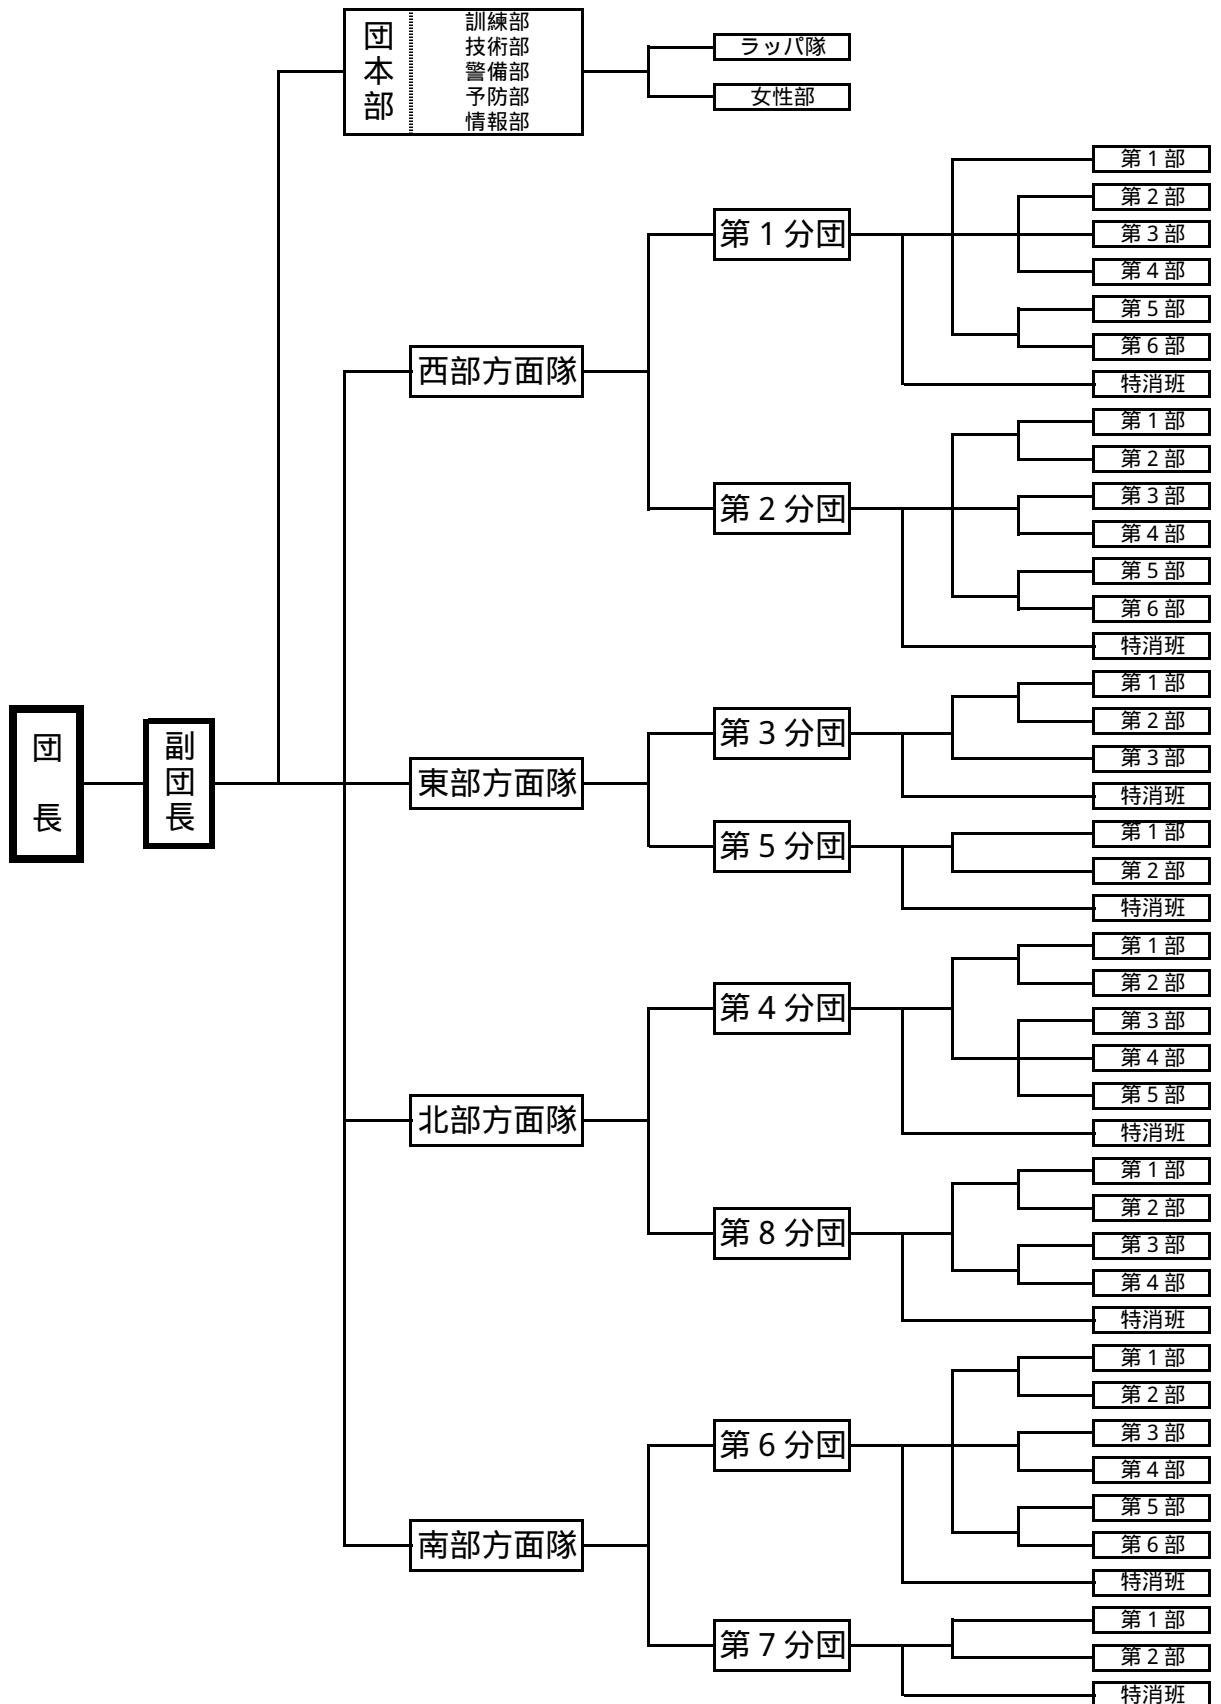 団長
副団長
団本部
訓練部
技術部
警備部
予防部
情報部
ラッパ隊
女性部
西部方面隊
第1分団
第1部
第2部
第3部
第4部
第5部
第6部
特消班
第2分団
第1部
第2部
第3部
第4部
第5部
第6部
特消班
東部方面隊
第3分団
第1部
第2部
第3部
特消班
第5分団
第1部
第2部
特消班
北部方面隊
第4分団
第1部
第2部
第3部
第4部
第5部
特消班
第8分団
第1部
第2部
第3部
第4部
特消班
南部方面隊
第6分団
第1部
第2部
第3部
第4部
第5部
第6部
特消班
第7分団
第1部
第2部
特消班